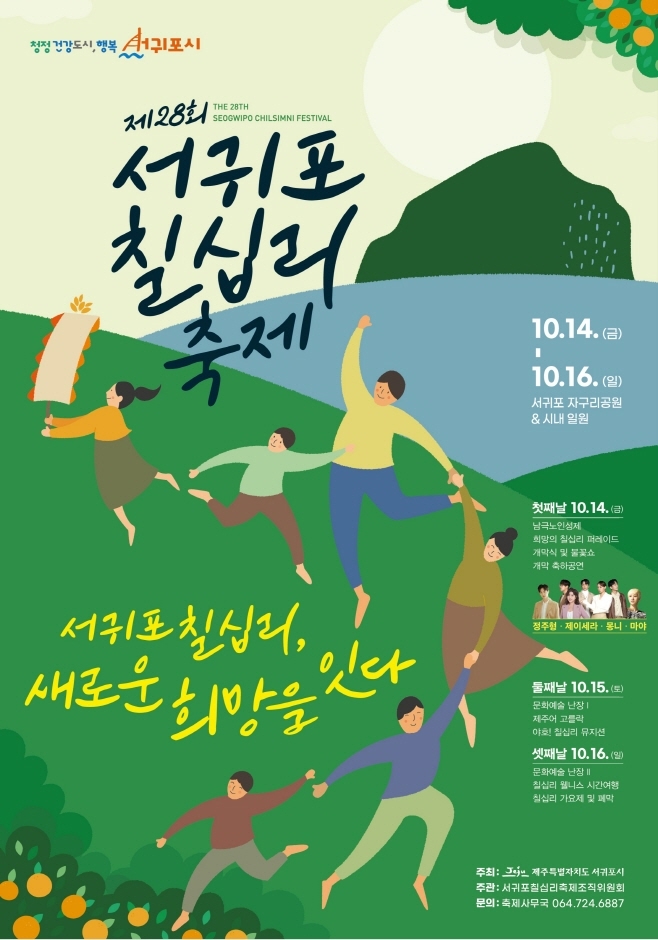 청정 건강도시, 행복 서귀포시
제28회
THE 28TH
SEOGWIPO CHILSIMNI FESTIVAL
서귀포
칠십리
축제
10.14.(금)
-
10.16.(일)
서귀포 자구리공원
& 시내 일원
첫째날 10.14.(금)
남극노인성제
희망의 칠십리 퍼레이드
개막식 및 불꽃쇼
개막 축하공연
정주형 · 제이세라 · 몽니 · 마야
서귀포 칠십리,
새로운 희망을 잇다
둘째날 10.15.(토)
문화예술 난장 I
제주어 고를락
야호! 칠십리 뮤지션
셋째날 10.16.(일)
문화예술 난장 II
칠십리 웰니스 시간여행
칠십리 가요제 및 폐막
주최: Jeju 제주특별자치도 서귀포시
주관: 서귀포칠십리축제조직위원회
문의: 축제사무국 064.724.6887